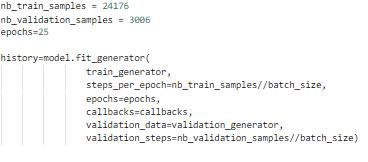 nb_train_samples = 24176
nb_validation_samples = 3006
epochs=25
history=model.fit_generator(
train_generator,
steps_per_epoch=nb_train_samples//batch_size,
epochs=epochs,
callbacks=callbacks,
validation_data=validation_generator,
validation_steps=nb_validation_samples//batch_size)